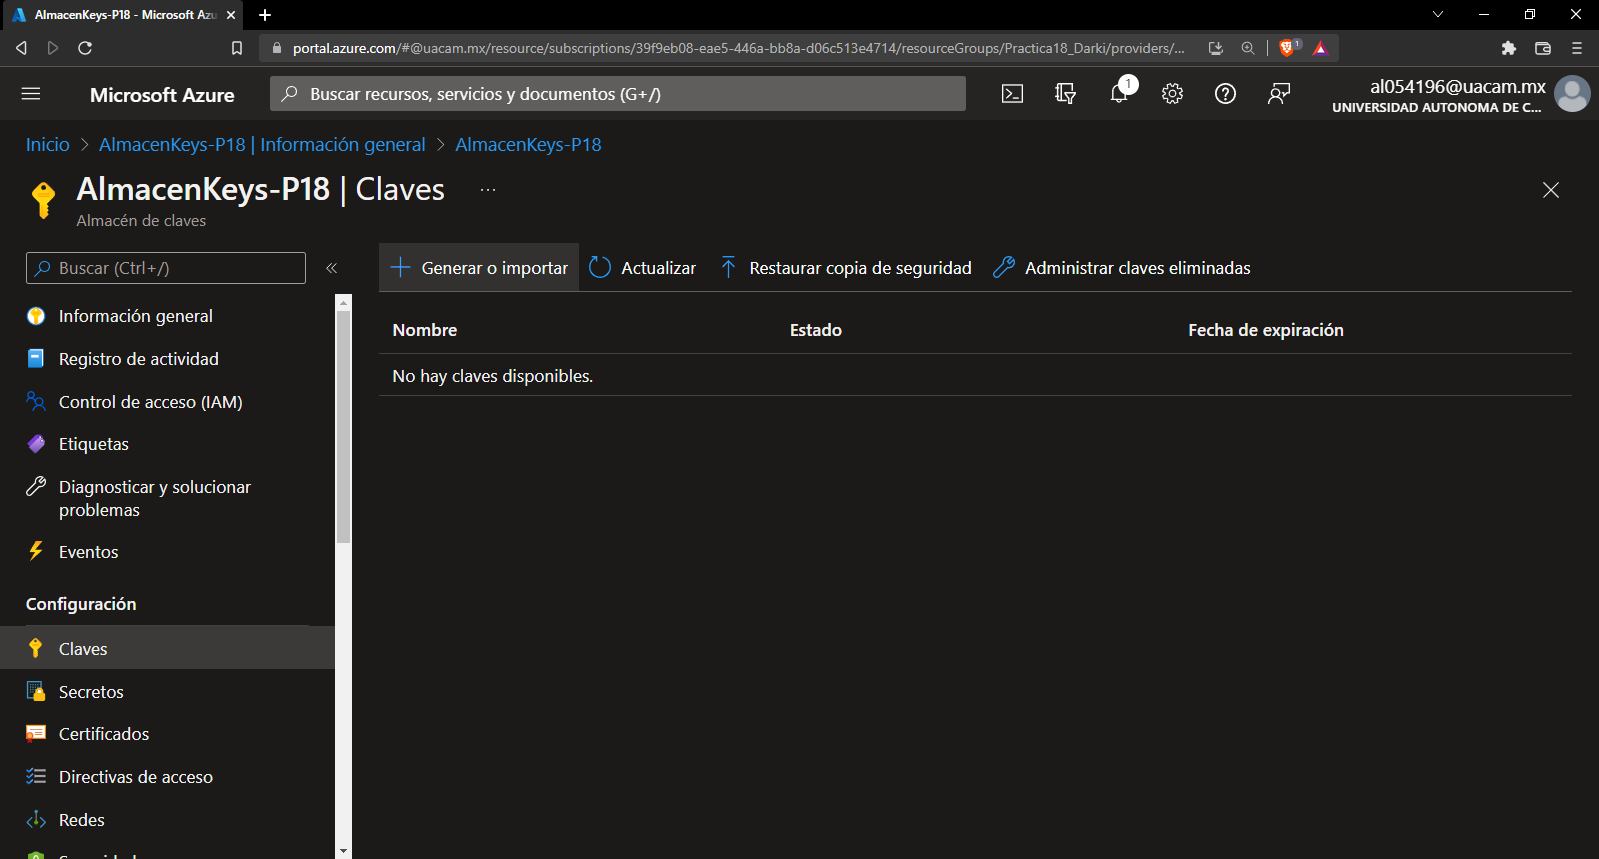 AlmacenKeys-P18 - Microsoft Azu
portal.azure.com/#@uacam.mx/resource/subscriptions/39f9eb08-eae5-446a-bb8a-d06c513e4714/resourceGroups/Practica18_Darki/providers/...
1
Microsoft Azure
Buscar recursos, servicios y documentos (G+/)
1
al054196@uacam.mx
UNIVERSIDAD AUTONOMA DE C...
Inicio > AlmacenKeys-P18 | Información general > AlmacenKeys-P18
AlmacenKeys-P18 | Claves ...
Almacén de claves
Buscar (Ctrl+/)
«
Generar o importar
Actualizar
Restaurar copia de seguridad
Administrar claves eliminadas
Nombre
Estado
Fecha de expiración
No hay claves disponibles.
Información general
Registro de actividad
Control de acceso (IAM)
Etiquetas
Diagnosticar y solucionar
problemas
Eventos
Configuración
Claves
Secretos
Certificados
Directivas de acceso
Redes